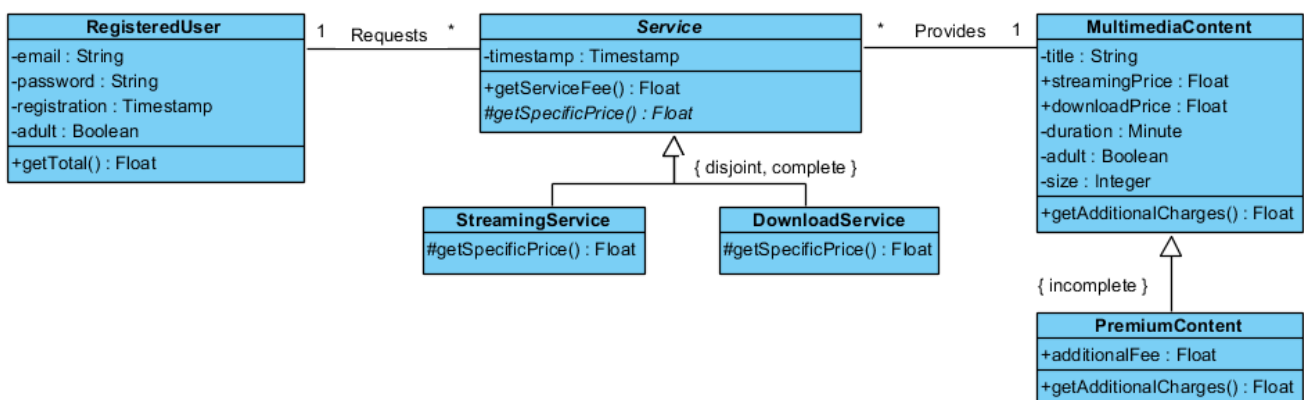 RegisteredUser
-email : String
-password : String
-registration : Timestamp
-adult : Boolean
+getTotal() : Float
1 Requests *
Service
-timestamp : Timestamp
+getServiceFee() : Float
#getSpecificPrice() : Float
* Provides 1
MultimediaContent
-title : String
+streamingPrice : Float
+downloadPrice : Float
-duration : Minute
-adult : Boolean
-size : Integer
+getAdditionalCharges() : Float
{ disjoint, complete }
StreamingService
#getSpecificPrice() : Float
DownloadService
#getSpecificPrice() : Float
{ incomplete }
PremiumContent
+additionalFee : Float
+getAdditionalCharges() : Float